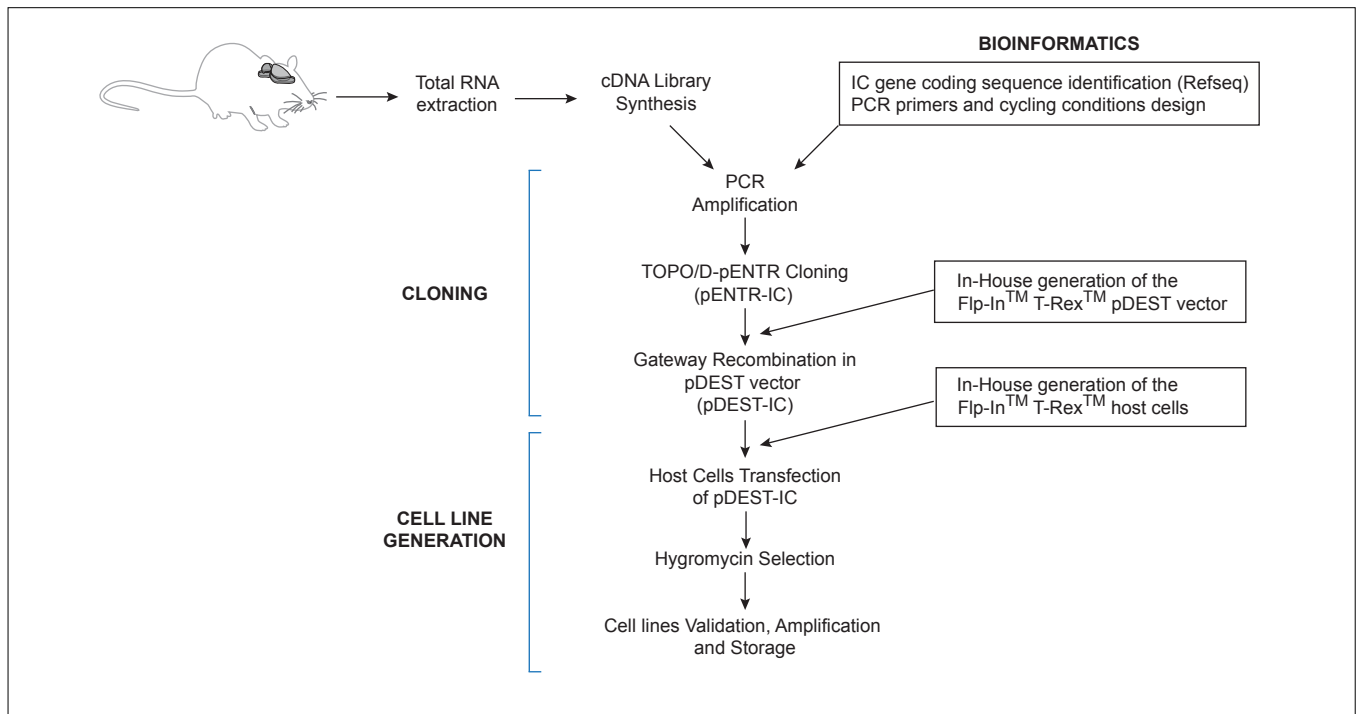 BIOINFORMATICS
Total RNA
extraction
cDNA Library
Synthesis
IC gene coding sequence identification (Refseq)
PCR primers and cycling conditions design
PCR
Amplification
CLONING
TOPO/D-pENTR Cloning
(pENTR-IC)
In-House generation of the
Flp-In™ T-Rex™ pDEST vector
Gateway Recombination in
pDEST vector
(pDEST-IC)
In-House generation of the
Flp-In™ T-Rex™ host cells
Host Cells Transfection
of pDEST-IC
CELL LINE
GENERATION
Hygromycin Selection
Cell lines Validation, Amplification
and Storage